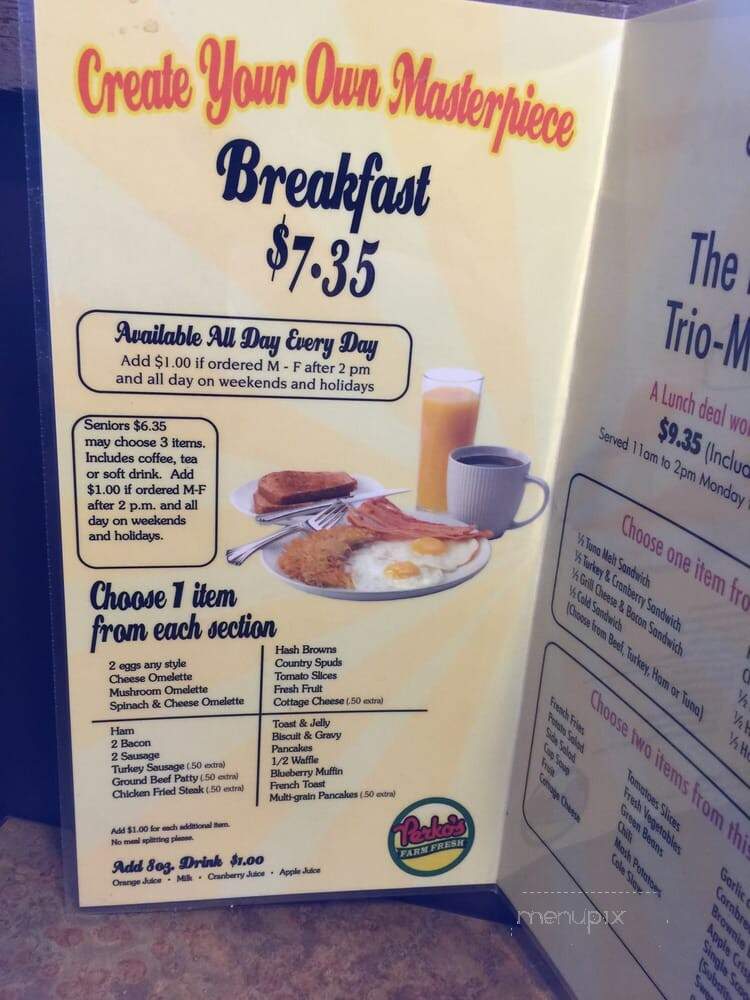 Create Your Own Masterpiece
Breakfast
$7.35
Available All Day Every Day
Add $1.00 if ordered M - F after 2 pm
and all day on weekends and holidays
Seniors $6.35
may choose 3 items.
Includes coffee, tea
or soft drink. Add
$1.00 if ordered M-F
after 2 p.m. and all
day on weekends
and holidays.
Choose 1 item
from each section
2 eggs any style
Cheese Omelette
Mushroom Omelette
Spinach & Cheese Omelette
Hash Browns
Country Spuds
Tomato Slices
Fresh Fruit
Cottage Cheese (.50 extra)
Ham
2 Bacon
2 Sausage
Turkey Sausage (.50 extra)
Ground Beef Patty (.50 extra)
Chicken Fried Steak (.50 extra)
Toast & Jelly
Biscuit & Gravy
Pancakes
1/2 Waffle
Blueberry Muffin
French Toast
Multi-grain Pancakes (.50 extra)
Add $1.00 for each additional item.
No meal splitting please.
Add 8oz. Drink $1.00
Orange Juice • Milk • Cranberry Juice • Apple Juice
Perko's
FARM FRESH
The
Trio-M
A Lunch deal
$9.35
Served 11am to 2pm Monday
Choose one item
½ Tuna Melt Sandwich
½ Turkey & Cranberry Sandwich
½ Grill Cheese & Bacon Sandwich
½ Cold Sandwich
(Choose from Beef, Turkey, Ham or Tuna)
Choose two items from this
French Fries
Potato Salad
Side Salad
Cup Soup
Fruit
Cottage Cheese
Tomatoes Slices
Fresh Vegetables
Green Beans
Chili
Mash Potatoes
Cole Slaw
Garlic
Brownie
Apple
Single
menupix